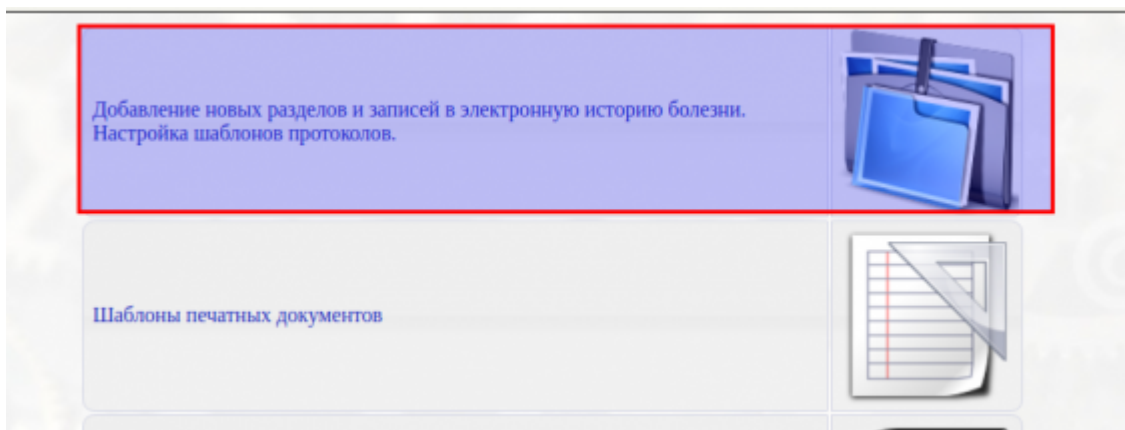 Добавление новых разделов и записей в электронную историю болезни.
Настройка шаблонов протоколов.
Шаблоны печатных документов